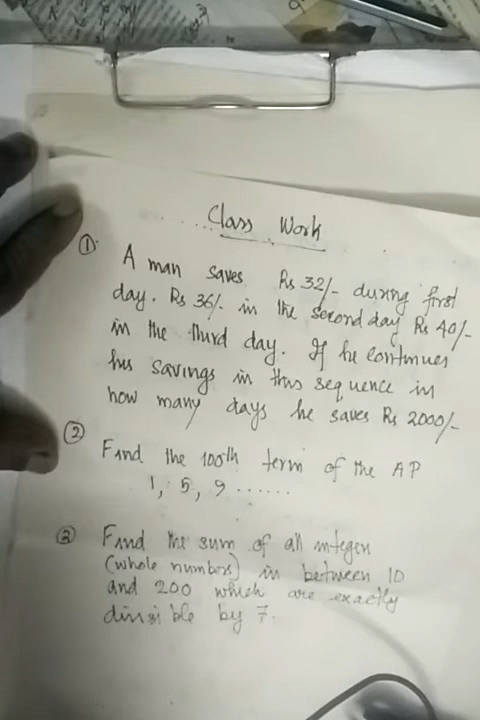 Class Work
① A man saves Rs 32/- during first
day. Rs 36/- in the second day Rs 40/-
in the third day. If he continues
his savings in this sequence in
how many days he saves Rs 2000/-
② Find the 100th term of the AP
1, 5, 9 ......
③ Find the sum of all integers
(whole numbers) in between 10
and 200 which are exactly
divisible by 7.